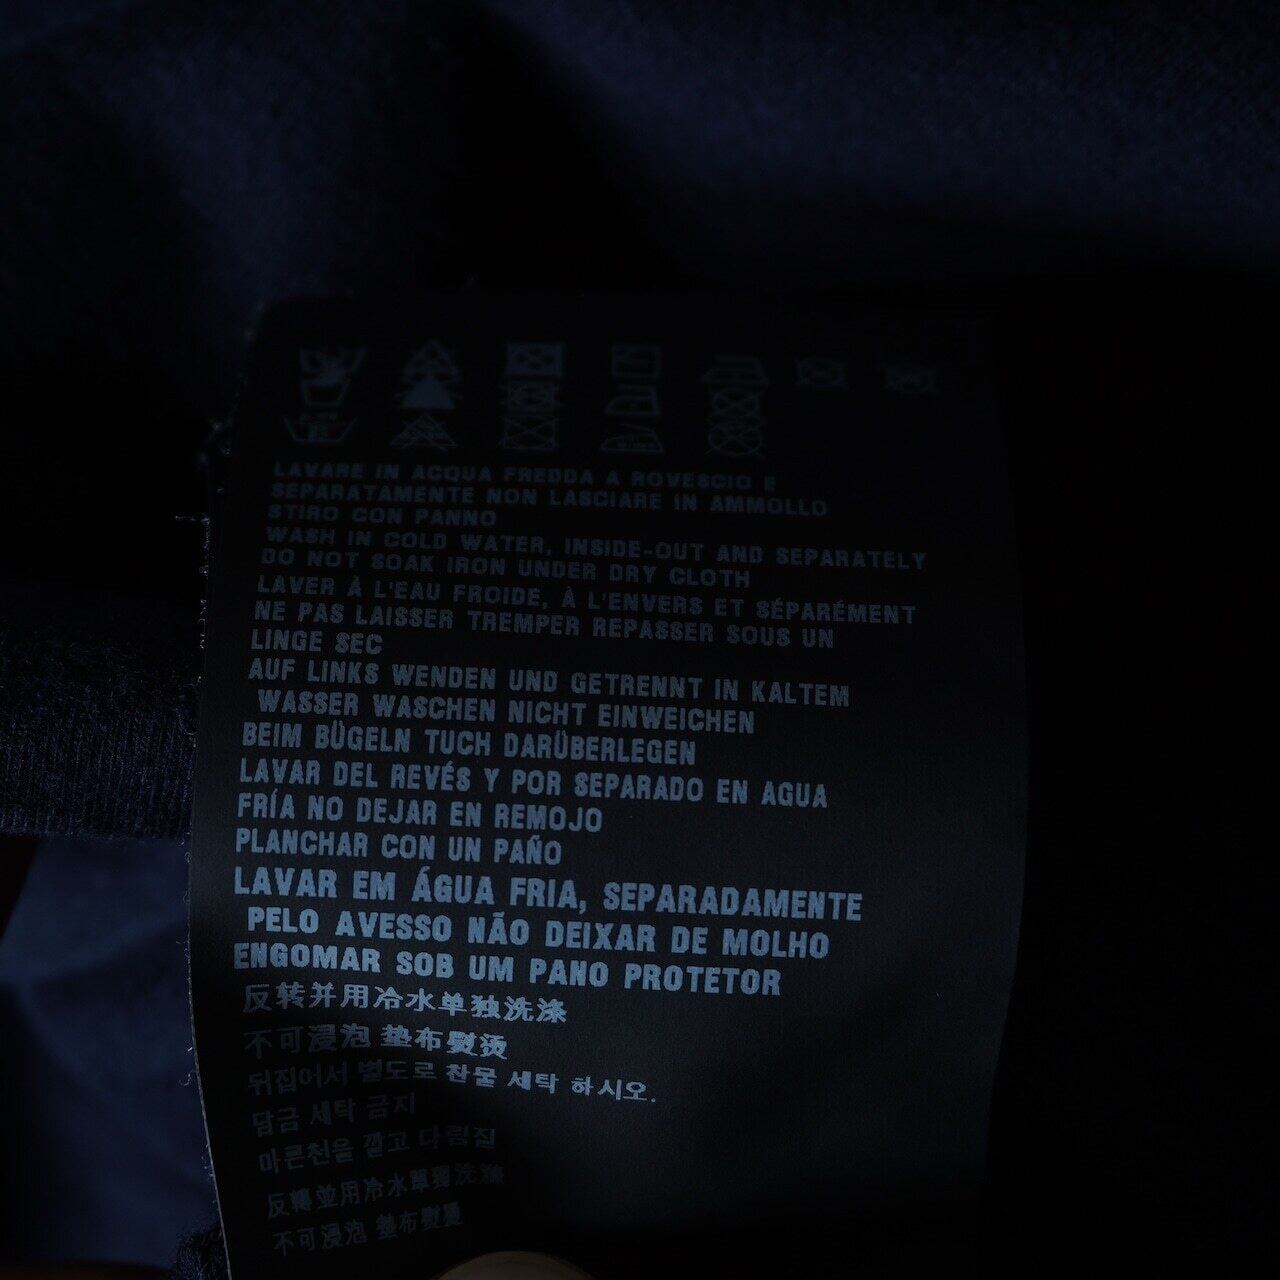 LAVARE IN ACQUA FREDDA A ROVESCIO E
SEPARATAMENTE NON LASCIARE IN AMMOLLO
STIRO CON PANNO
WASH IN COLD WATER, INSIDE-OUT AND SEPARATELY
DO NOT SOAK IRON UNDER DRY CLOTH
LAVER À L'EAU FROIDE, À L'ENVERS ET SÉPARÉMENT
NE PAS LAISSER TREMPER REPASSER SOUS UN
LINGE SEC
AUF LINKS WENDEN UND GETRENNT IN KALTEM
WASSER WASCHEN NICHT EINWEICHEN
BEIM BÜGELN TUCH DARÜBERLEGEN
LAVAR DEL REVÉS Y POR SEPARADO EN AGUA
FRÍA NO DEJAR EN REMOJO
PLANCHAR CON UN PAÑO
LAVAR EM ÁGUA FRIA, SEPARADAMENTE
PELO AVESSO NÃO DEIXAR DE MOLHO
ENGOMAR SOB UM PANO PROTETOR
反转并用冷水单独洗涤
不可浸泡 垫布熨烫
뒤집어서 별도로 찬물 세탁 하시오.
담금 세탁 금지
마른천을 깔고 다림질
反轉並用冷水單獨洗滌
不可浸泡 墊布熨燙